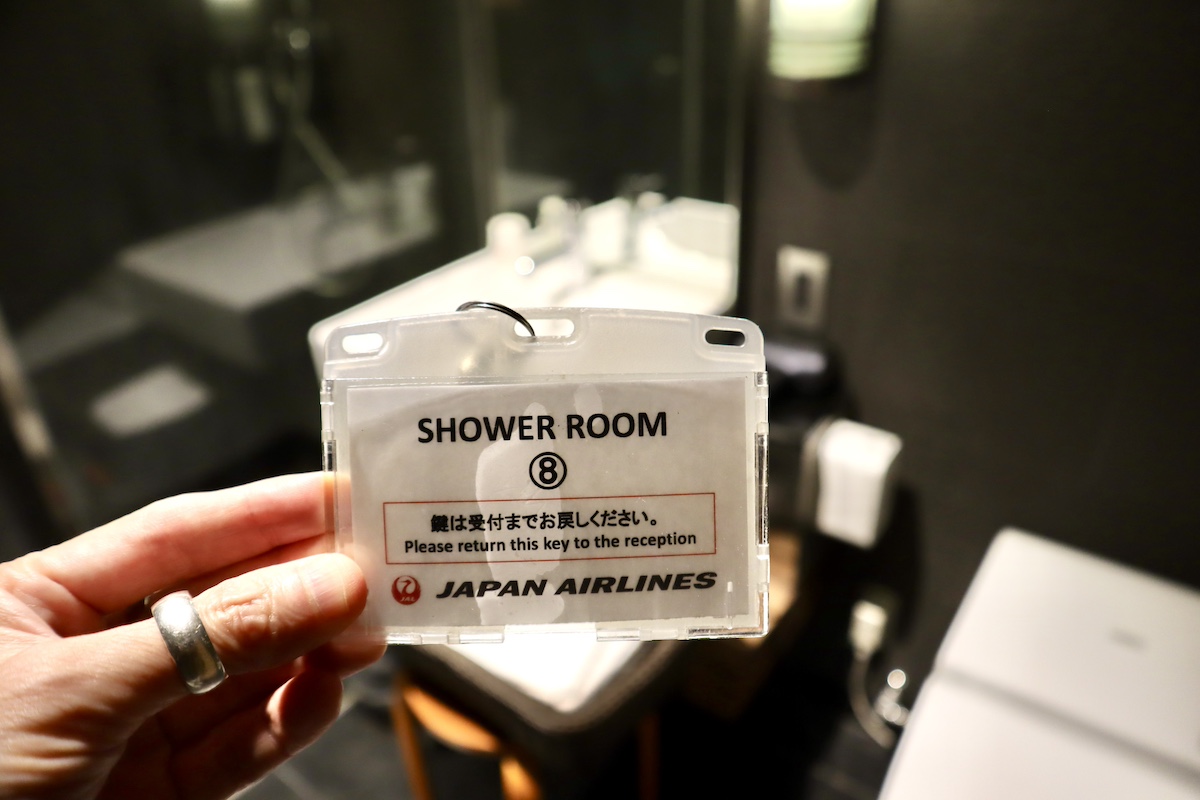 SHOWER ROOM
⑧
鍵は受付までお戻しください。
Please return this key to the reception
JAL
JAPAN AIRLINES